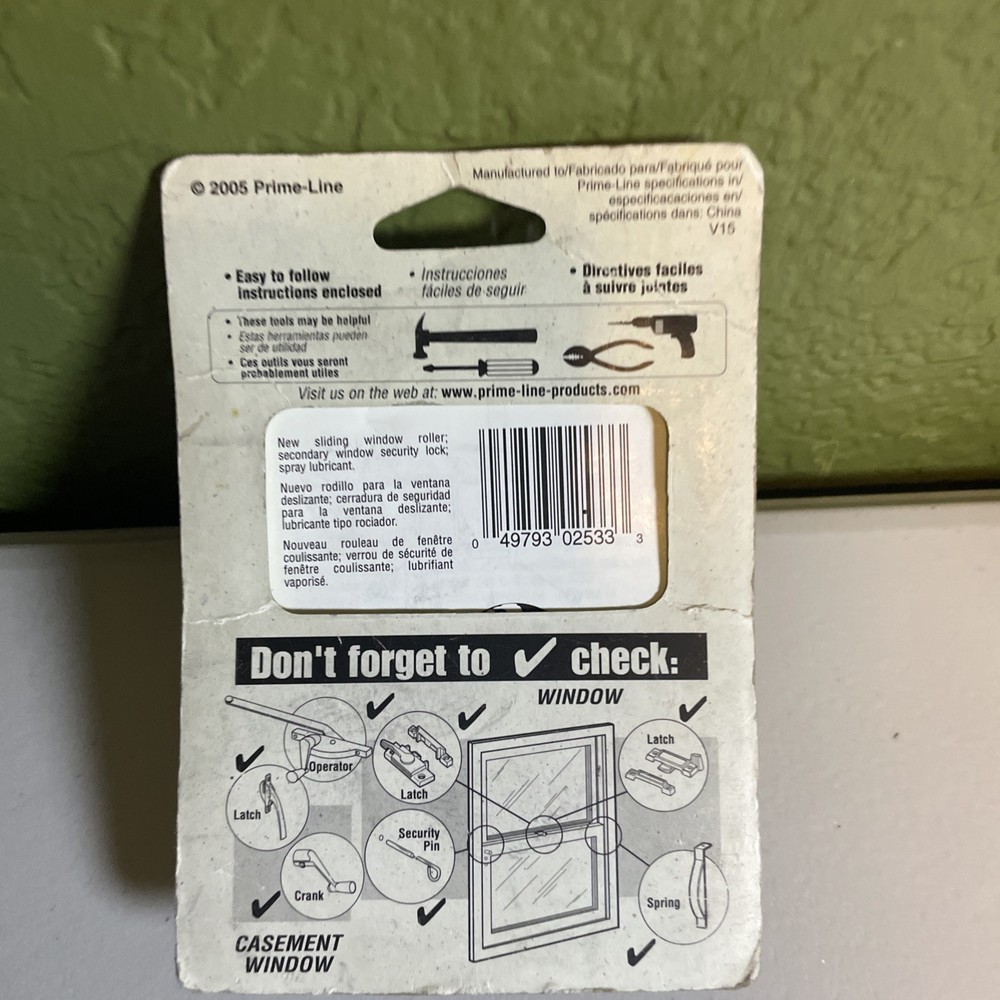 © 2005 Prime-Line
Manufactured to/Fabricado para/Fabriqué pour
Prime-Line specifications in/
especificacaciones en/
spécifications dans: China
V15
• Easy to follow
instructions enclosed
• Instrucciones
fáciles de seguir
• Directives faciles
à suivre jointes
• These tools may be helpful
• Estas herramientas pueden
ser de utilidad
• Ces outils vous seront
probablement utiles
Visit us on the web at: www.prime-line-products.com
New sliding window roller;
secondary window security lock;
spray lubricant.
Nuevo rodillo para la ventana
deslizante; cerradura de seguridad
para la ventana deslizante;
lubricante tipo rociador.
Nouveau rouleau de fenêtre
coulissante; verrou de sécurité de
fenêtre coulissante; lubrifiant
vaporisé.
0 49793 02533 3
Don't forget to ✓ check:
WINDOW
Operator
Latch
Latch
Latch
Security
Pin
Crank
Spring
CASEMENT
WINDOW